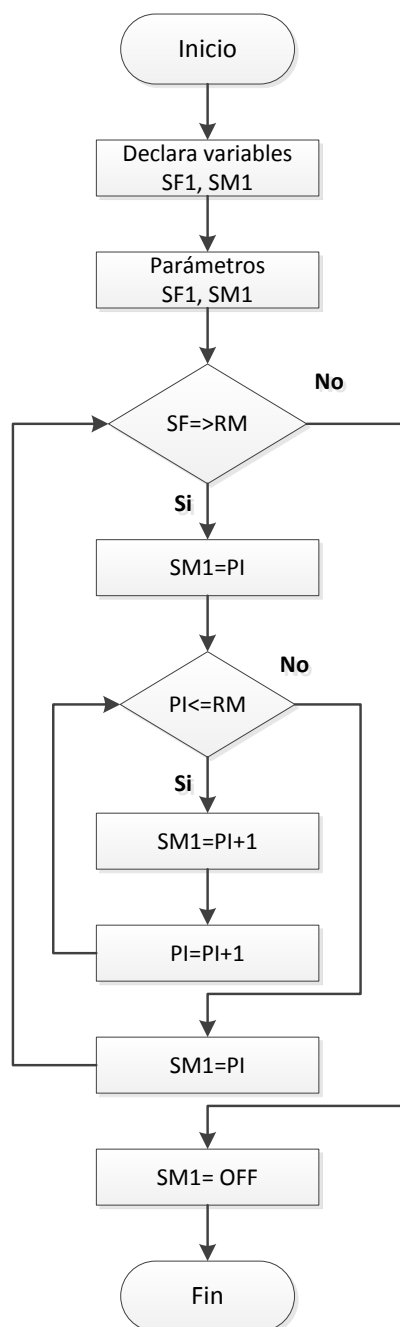 Inicio
Declara variables
SF1, SM1
Parámetros
SF1, SM1
No
SF=>RM
Si
SM1=PI
No
PI<=RM
Si
SM1=PI+1
PI=PI+1
SM1=PI
SM1= OFF
Fin